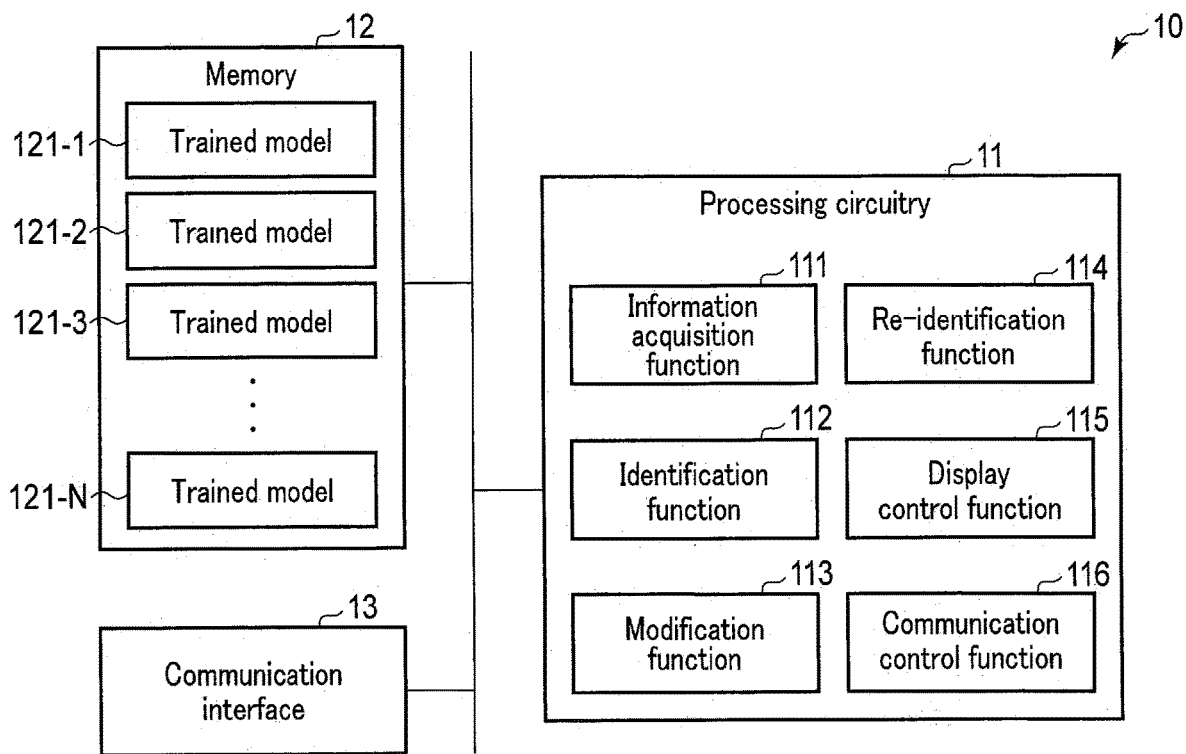 10
12
Memory
121-1
Trained model
121-2
Trained model
121-3
Trained model
121-N
Trained model
13
Communication
interface
11
Processing circuitry
111
Information
acquisition
function
114
Re-identification
function
112
Identification
function
115
Display
control function
113
Modification
function
116
Communication
control function